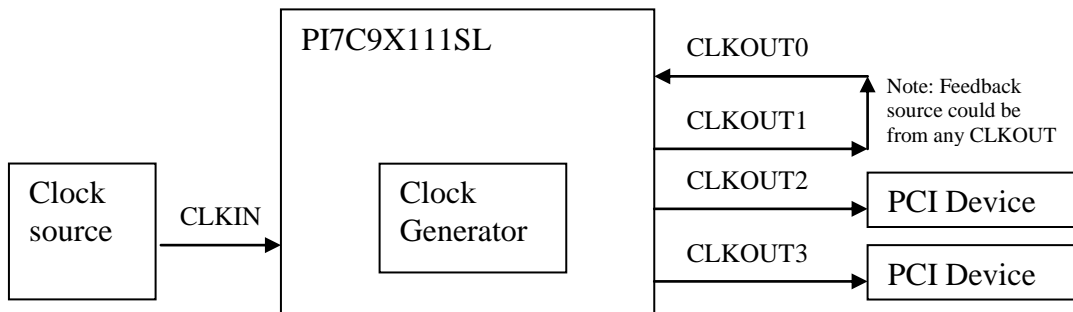 PI7C9X111SL
CLKOUT0
Note: Feedback
source could be
from any CLKOUT
CLKOUT1
Clock
source
CLKIN
Clock
Generator
CLKOUT2
PCI Device
CLKOUT3
PCI Device